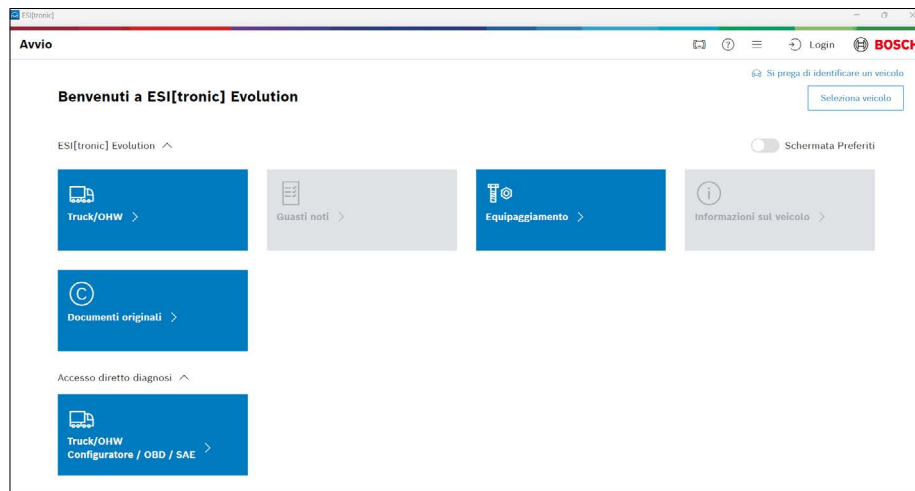 ESI[tronic]
Avvio
Login
BOSCH
Si prega di identificare un veicolo
Benvenuti a ESI[tronic] Evolution
Seleziona veicolo
ESI[tronic] Evolution
Schermata Preferiti
Truck/OHW
Guasti noti
Equipaggiamento
Informazioni sul veicolo
Documenti originali
Accesso diretto diagnosi
Truck/OHW
Configuratore / OBD / SAE